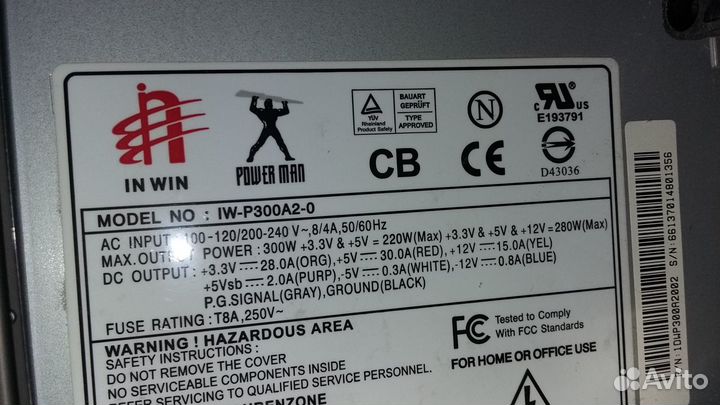 IN WIN
POWER MAN
TÜV
Rheinland
Product Safety
BAUART
GEPRÜFT
TYPE
APPROVED
N
c US
E193791
CB
CE
D43036
MODEL NO : IW-P300A2-0
AC INPUT : 100-120/200-240 V~,8/4A,50/60Hz
MAX.OUTPUT POWER: 300W +3.3V & +5V =220W(Max) +3.3V & +5V & +12V =280W(Max)
DC OUTPUT : +3.3V ⎓ 28.0A(ORG), +5V ⎓ 30.0A(RED), +12V ⎓ 15.0A(YEL)
+5Vsb ⎓ 2.0A(PURP), -5V ⎓ 0.3A(WHITE), -12V ⎓ 0.8A(BLUE)
P.G.SIGNAL(GRAY),GROUND(BLACK)
FUSE RATING: T8A,250V~
WARNING ! HAZARDOUS AREA
SAFETY INSTRUCTIONS :
DO NOT REMOVE THE COVER
NO SERVICEABLE COMPONENTS INSIDE
REFER SERVICING TO QUALIFIED SERVICE PERSONNEL.
FC Tested to Comply
With FCC Standards
FOR HOME OR OFFICE USE
P/N:IDWP300A2002 S/N:66137014B01356
Avito